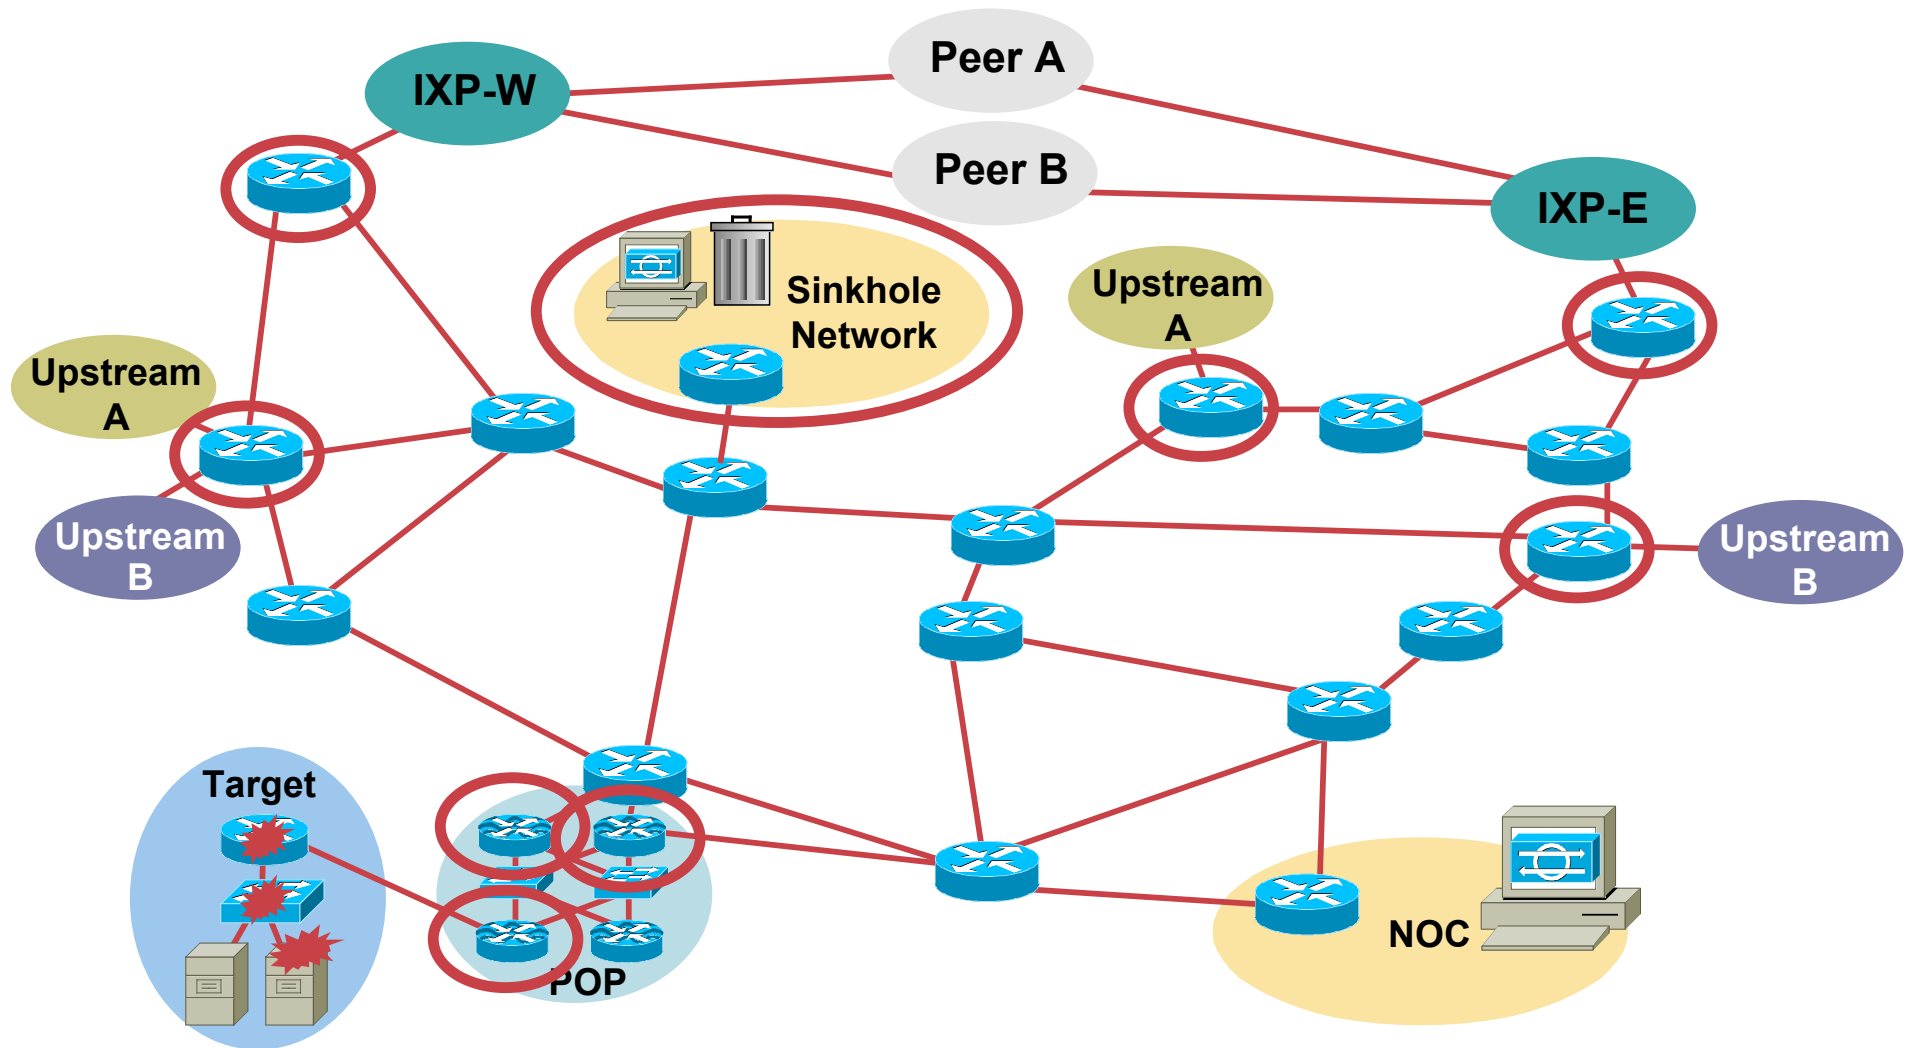 Peer A
IXP-W
Peer B
IXP-E
Sinkhole
Network
Upstream
A
Upstream
A
Upstream
B
Upstream
B
Target
NOC
POP